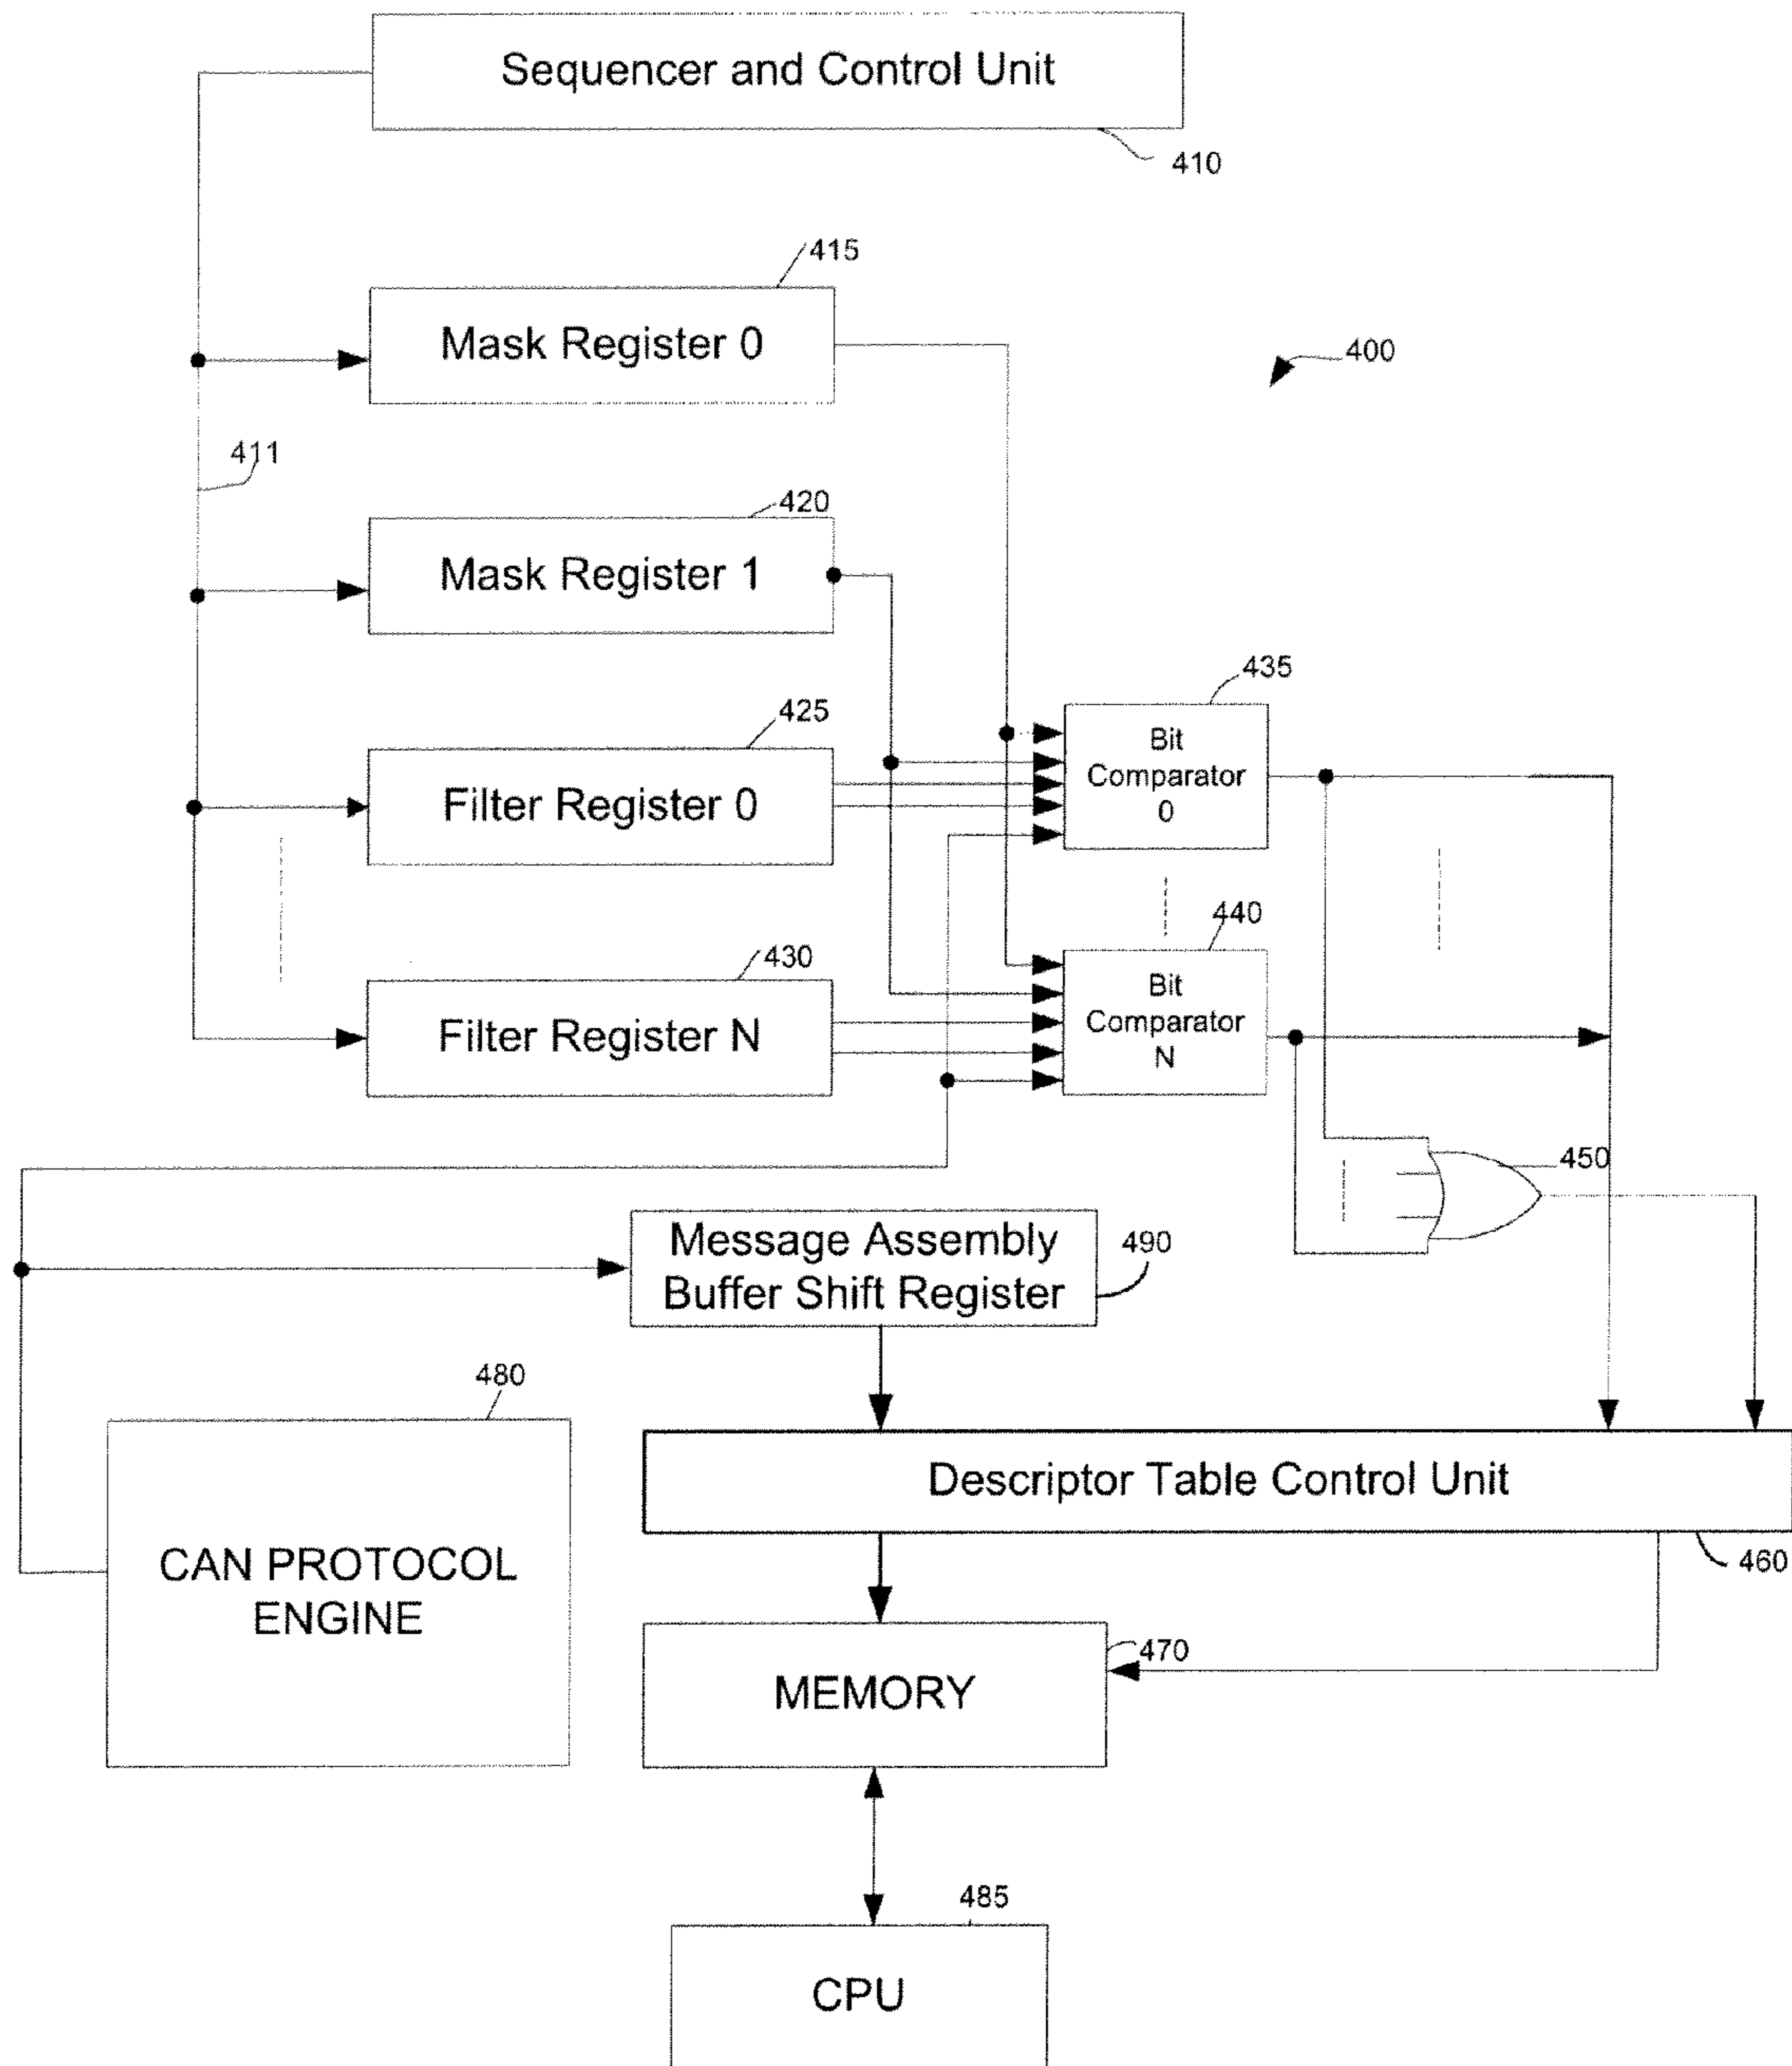 Sequencer and Control Unit
410
415
Mask Register 0
400
411
420
Mask Register 1
435
425
Bit
Comparator
0
Filter Register 0
440
430
Bit
Comparator
N
Filter Register N
450
Message Assembly
Buffer Shift Register
490
480
Descriptor Table Control Unit
460
CAN PROTOCOL
ENGINE
470
MEMORY
485
CPU